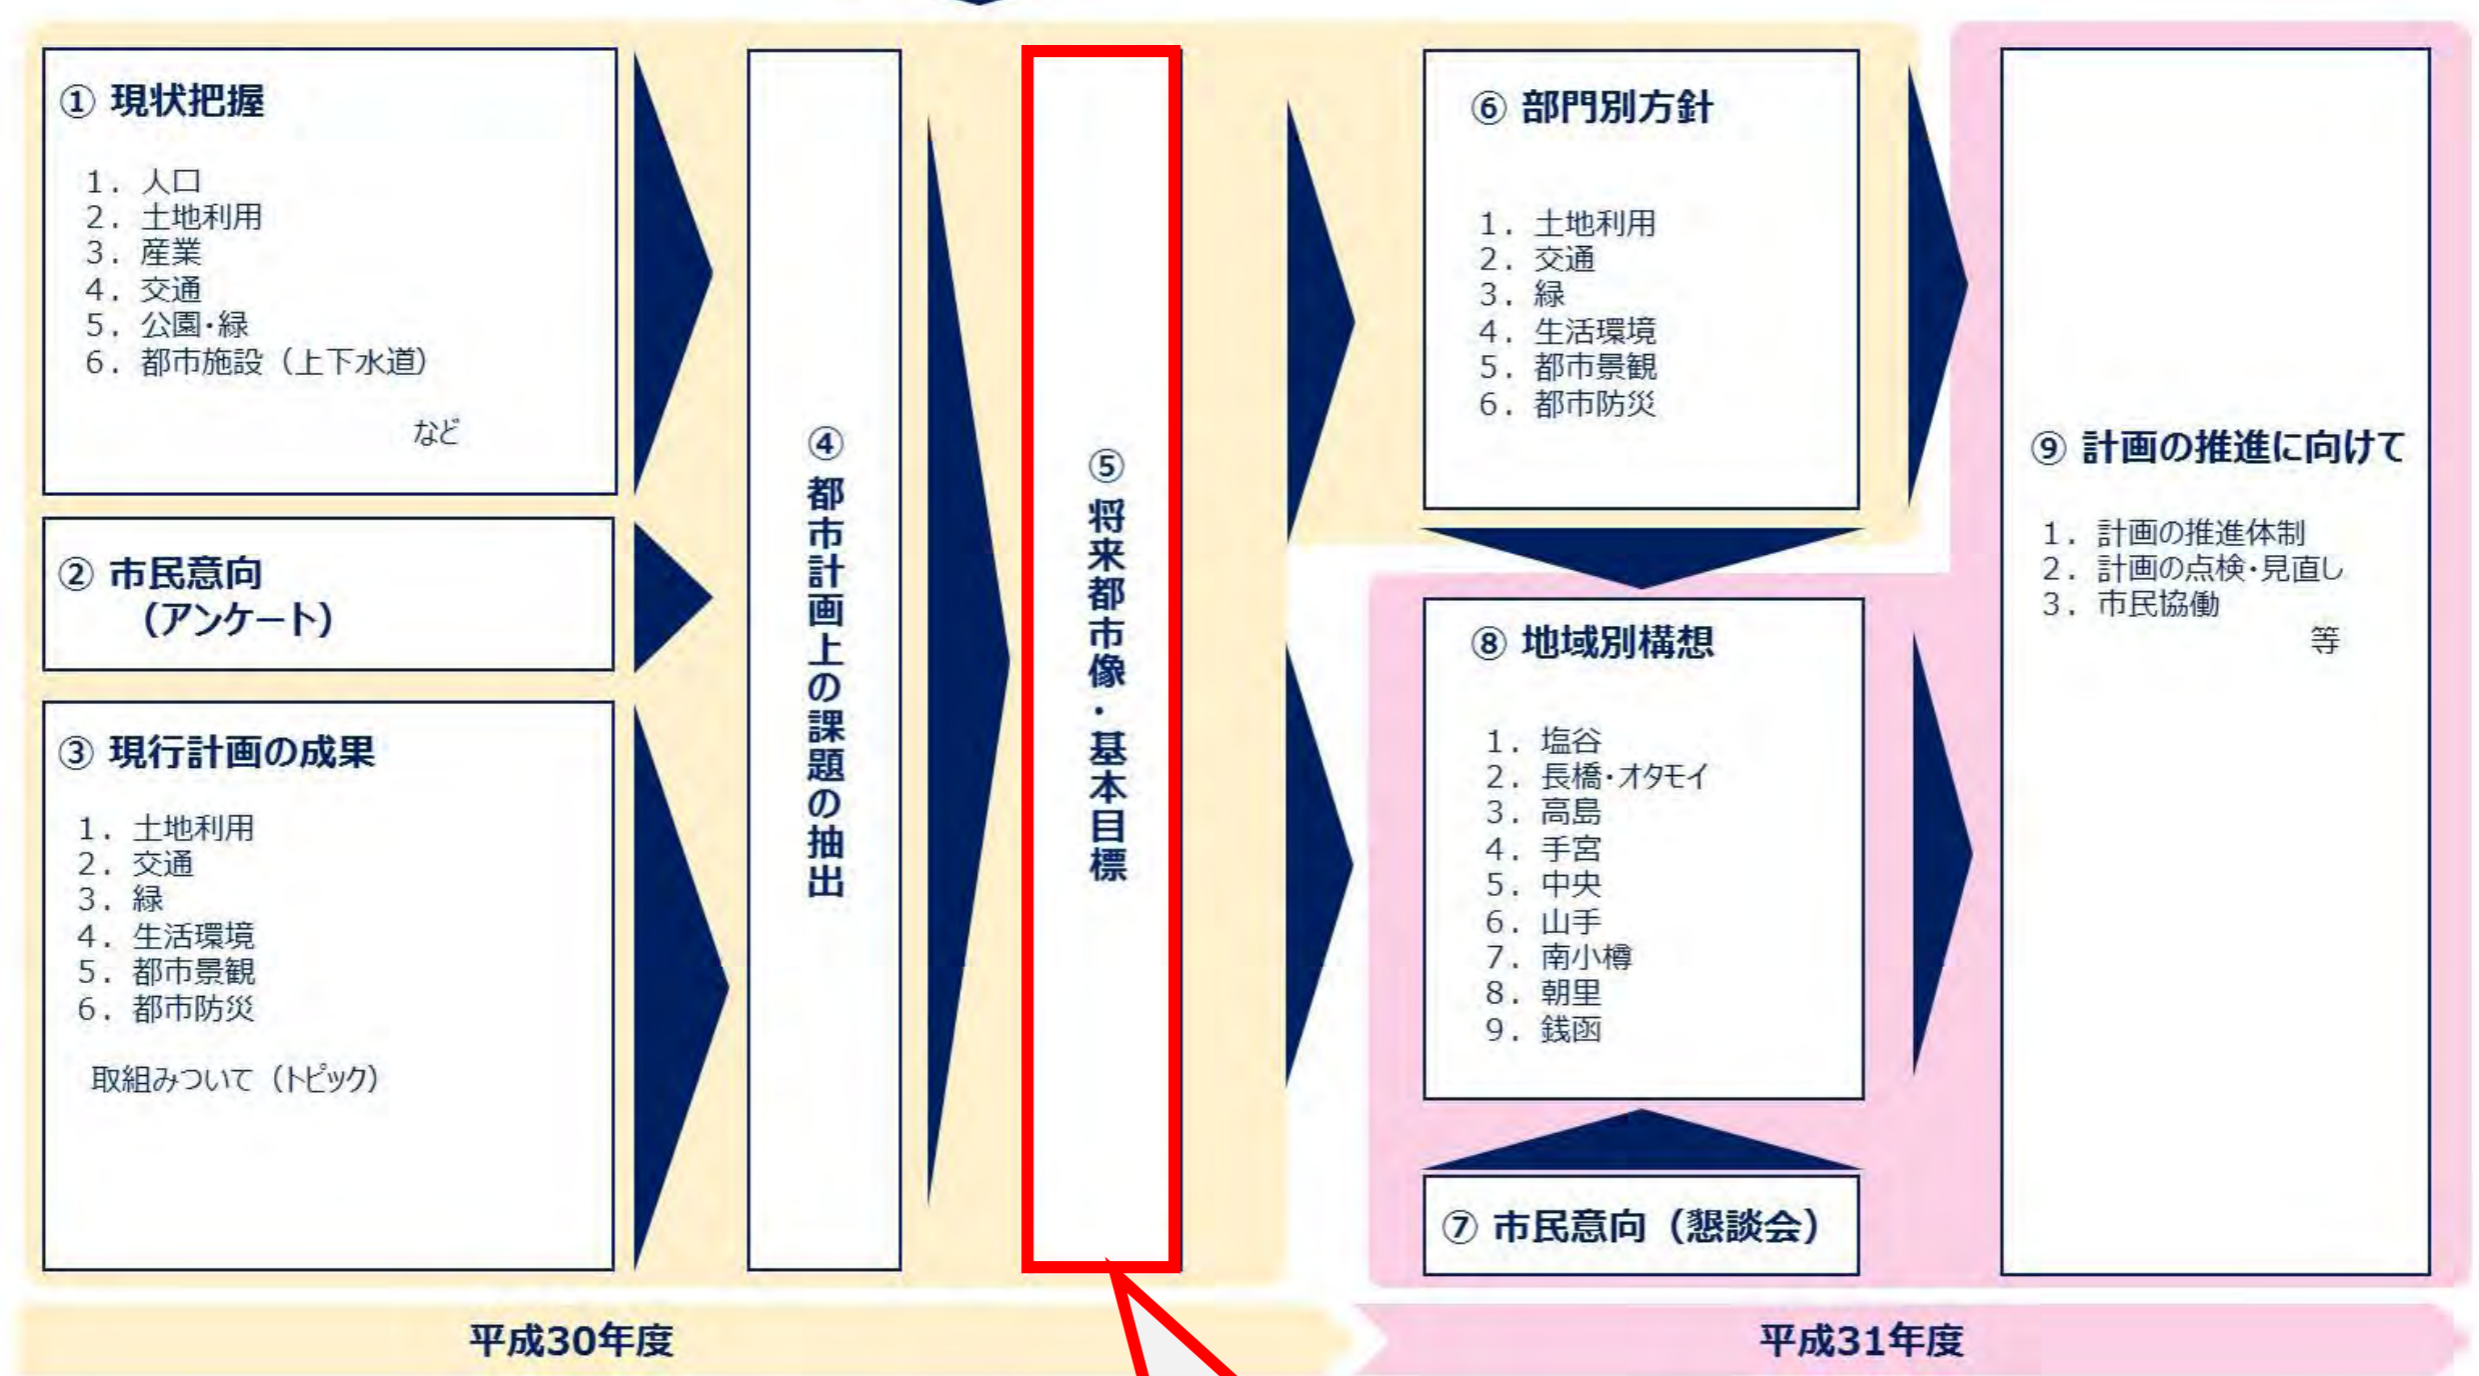 ① 現状把握
1. 人口
2. 土地利用
3. 産業
4. 交通
5. 公園・緑
6. 都市施設（上下水道）
など
② 市民意向
（アンケート）
③ 現行計画の成果
1. 土地利用
2. 交通
3. 緑
4. 生活環境
5. 都市景観
6. 都市防災
取組みついて（トピック）
④ 都市計画上の課題の抽出
⑤ 将来都市像・基本目標
⑥ 部門別方針
1. 土地利用
2. 交通
3. 緑
4. 生活環境
5. 都市景観
6. 都市防災
⑧ 地域別構想
1. 塩谷
2. 長橋・オタモイ
3. 高島
4. 手宮
5. 中央
6. 山手
7. 南小樽
8. 朝里
9. 銭函
⑦ 市民意向（懇談会）
⑨ 計画の推進に向けて
1. 計画の推進体制
2. 計画の点検・見直し
3. 市民協働
等
平成30年度
平成31年度